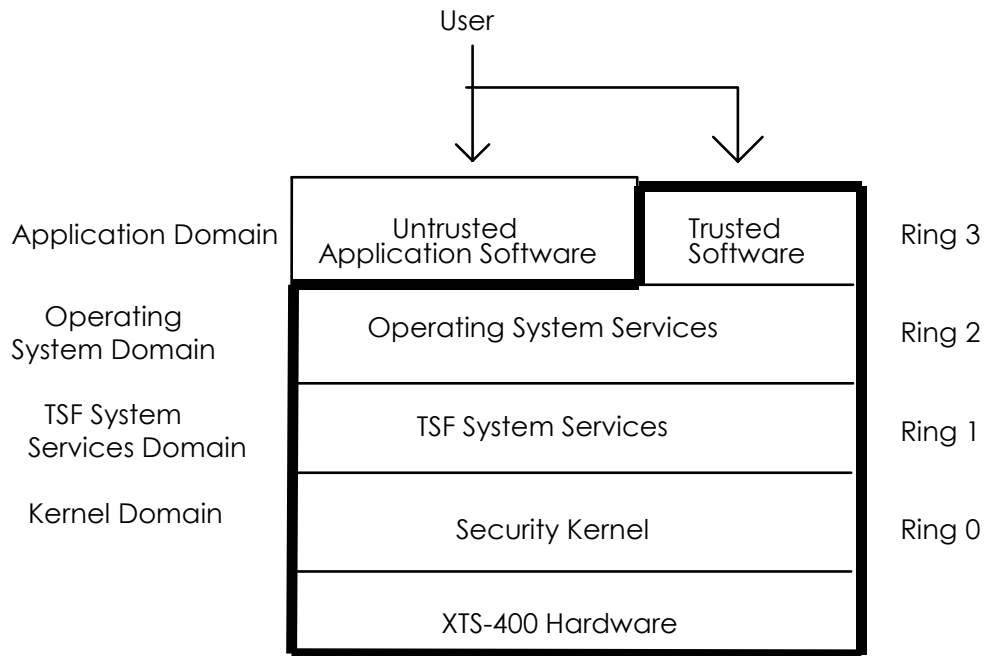 User
Application Domain
Untrusted
Application Software
Trusted
Software
Ring 3
Operating
System Domain
Operating System Services
Ring 2
TSF System
Services Domain
TSF System Services
Ring 1
Kernel Domain
Security Kernel
Ring 0
XTS-400 Hardware